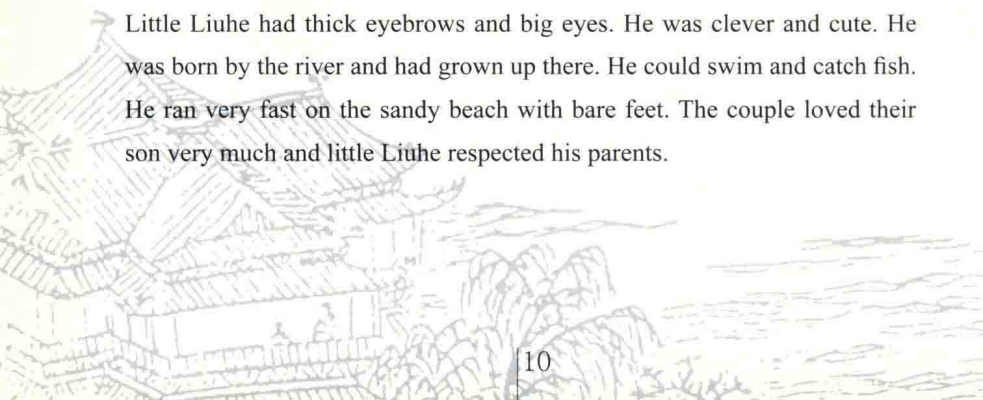 Little Liuhe had thick eyebrows and big eyes. He was clever and cute. He
was born by the river and had grown up there. He could swim and catch fish.
He ran very fast on the sandy beach with bare feet. The couple loved their
son very much and little Liuhe respected his parents.
10